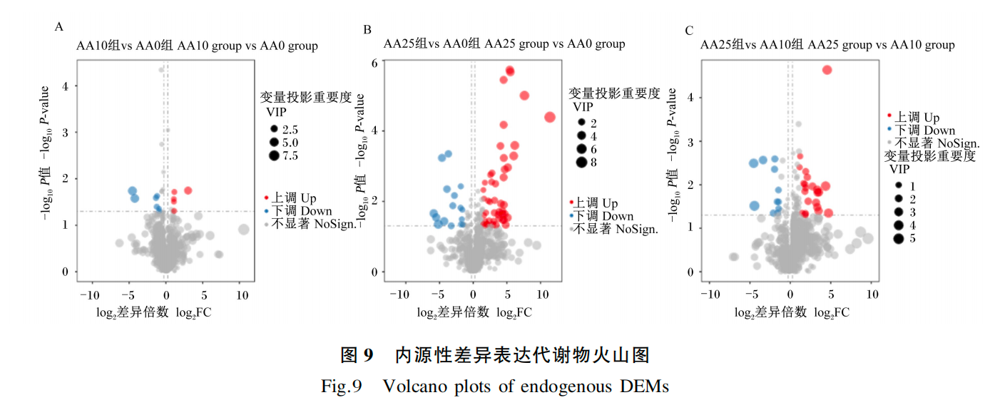 A
AA10组vs AA0组 AA10 group vs AA0 group
−log10 P值 −log10 P-value
4
3
2
1
0
−10 −5 0 5 10
log2差异倍数 log2FC
变量投影重要度
VIP
2.5
5.0
7.5
上调 Up
下调 Down
不显著 NoSign.
B
AA25组vs AA0组 AA25 group vs AA0 group
−log10 P值 −log10 P-value
6
4
2
0
−10 −5 0 5 10
log2差异倍数 log2FC
变量投影重要度
VIP
2
4
6
8
上调 Up
下调 Down
不显著 NoSign.
C
AA25组vs AA10组 AA25 group vs AA10 group
−log10 P值 −log10 P-value
4
3
2
1
0
−10 −5 0 5 10
log2差异倍数 log2FC
上调 Up
下调 Down
不显著 NoSign.
变量投影重要度
VIP
1
2
3
4
5
图 9 内源性差异表达代谢物火山图
Fig.9 Volcano plots of endogenous DEMs